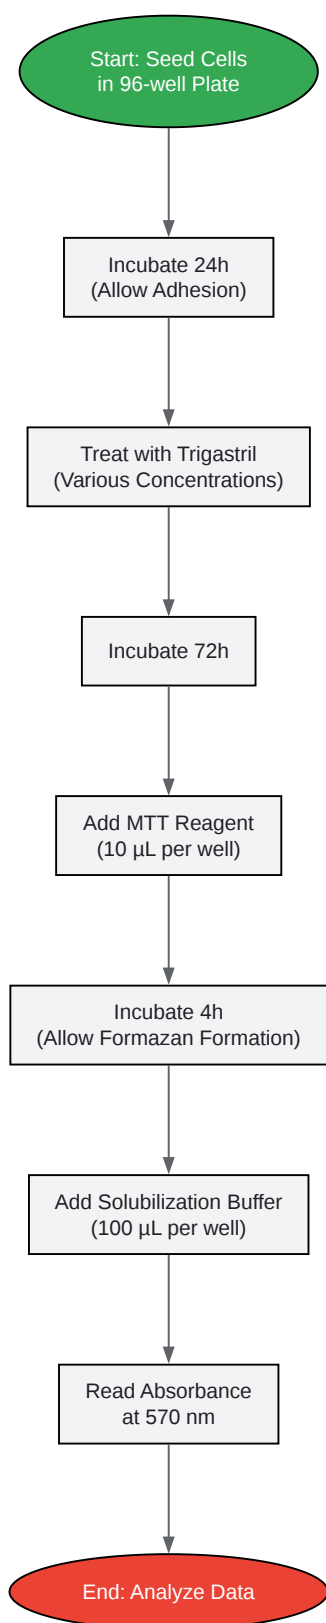 Start: Seed Cells
in 96-well Plate
Incubate 24h
(Allow Adhesion)
Treat with Trigastril
(Various Concentrations)
Incubate 72h
Add MTT Reagent
(10 µL per well)
Incubate 4h
(Allow Formazan Formation)
Add Solubilization Buffer
(100 µL per well)
Read Absorbance
at 570 nm
End: Analyze Data